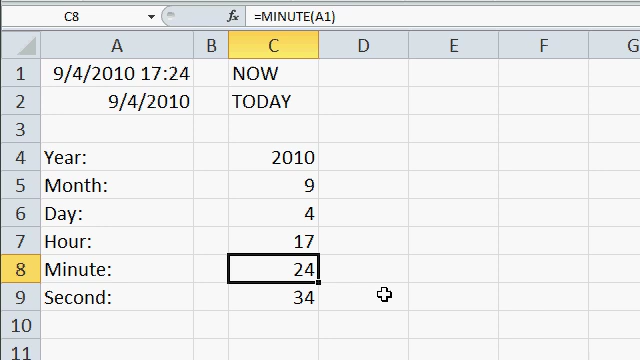 C8 fx =MINUTE(A1)
A B C D E F G
1 9/4/2010 17:24 NOW
2 9/4/2010 TODAY
3
4 Year: 2010
5 Month: 9
6 Day: 4
7 Hour: 17
8 Minute: 24
9 Second: 34
10
11